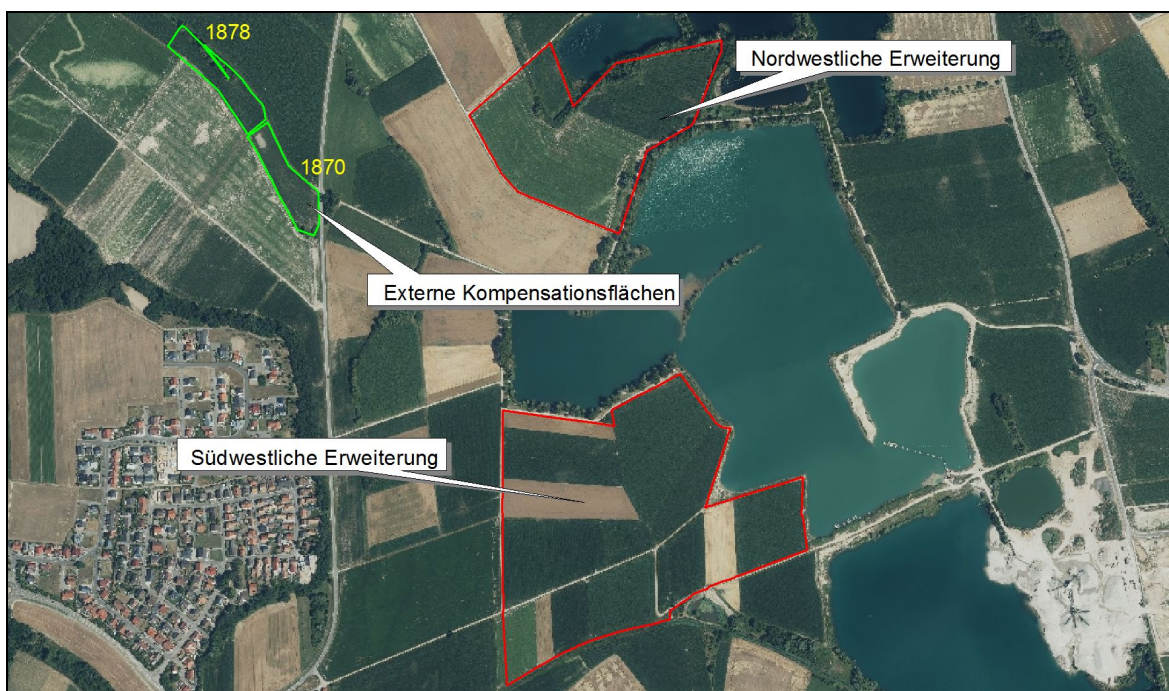 1878
Nordwestliche Erweiterung
1870
Externe Kompensationsflächen
Südwestliche Erweiterung